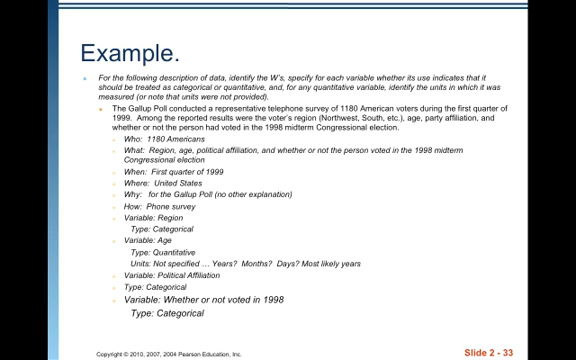 Example.
For the following description of data, identify the W's, specify for each variable whether its use indicates that it
should be treated as categorical or quantitative, and, for any quantitative variable, identify the units in which it was
measured (or note that units were not provided).
The Gallup Poll conducted a representative telephone survey of 1180 American voters during the first quarter of
1999. Among the reported results were the voter's region (Northwest, South, etc.), age, party affiliation, and
whether or not the person had voted in the 1998 midterm Congressional election.
Who: 1180 Americans
What: Region, age, political affiliation, and whether or not the person voted in the 1998 midterm
Congressional election
When: First quarter of 1999
Where: United States
Why: for the Gallup Poll (no other explanation)
How: Phone survey
Variable: Region
Type: Categorical
Variable: Age
Type: Quantitative
Units: Not specified … Years? Months? Days? Most likely years
Variable: Political Affiliation
Type: Categorical
Variable: Whether or not voted in 1998
Type: Categorical
Copyright © 2010, 2007, 2004 Pearson Education, Inc.
Slide 2 - 33